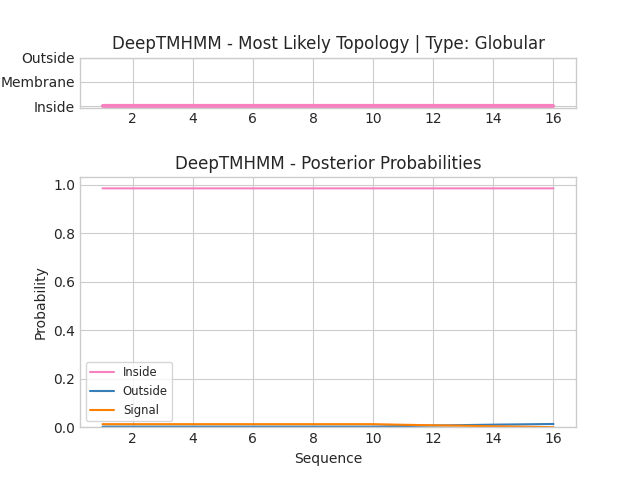 DeepTMHMM - Most Likely Topology | Type: Globular
Outside
Membrane
Inside
2 4 6 8 10 12 14 16
DeepTMHMM - Posterior Probabilities
1.0
0.8
0.6
0.4
0.2
0.0
Probability
Inside
Outside
Signal
2 4 6 8 10 12 14 16
Sequence